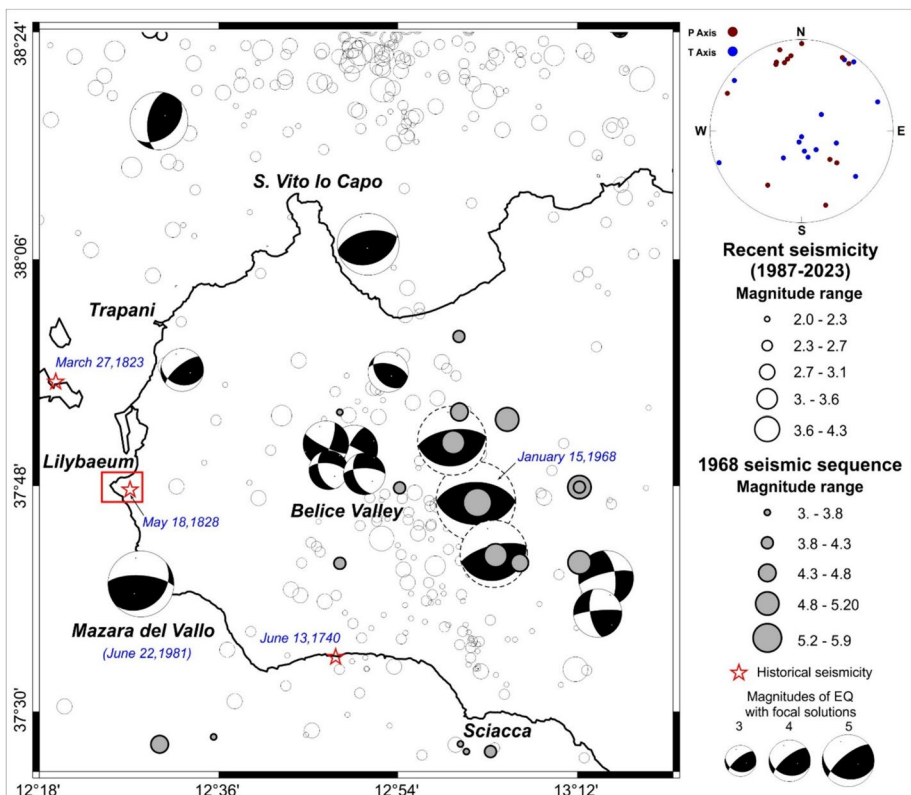 38°24'
38°06'
37°48'
37°30'
12°18'
12°36'
12°54'
13°12'
S. Vito lo Capo
Trapani
March 27,1823
Lilybaeum
May 18,1828
Belice Valley
January 15,1968
Mazara del Vallo
(June 22,1981)
June 13,1740
Sciacca
P Axis
T Axis
N
W
E
S
Recent seismicity
(1987-2023)
Magnitude range
2.0 - 2.3
2.3 - 2.7
2.7 - 3.1
3. - 3.6
3.6 - 4.3
1968 seismic sequence
Magnitude range
3. - 3.8
3.8 - 4.3
4.3 - 4.8
4.8 - 5.20
5.2 - 5.9
Historical seismicity
Magnitudes of EQ
with focal solutions
3 4 5